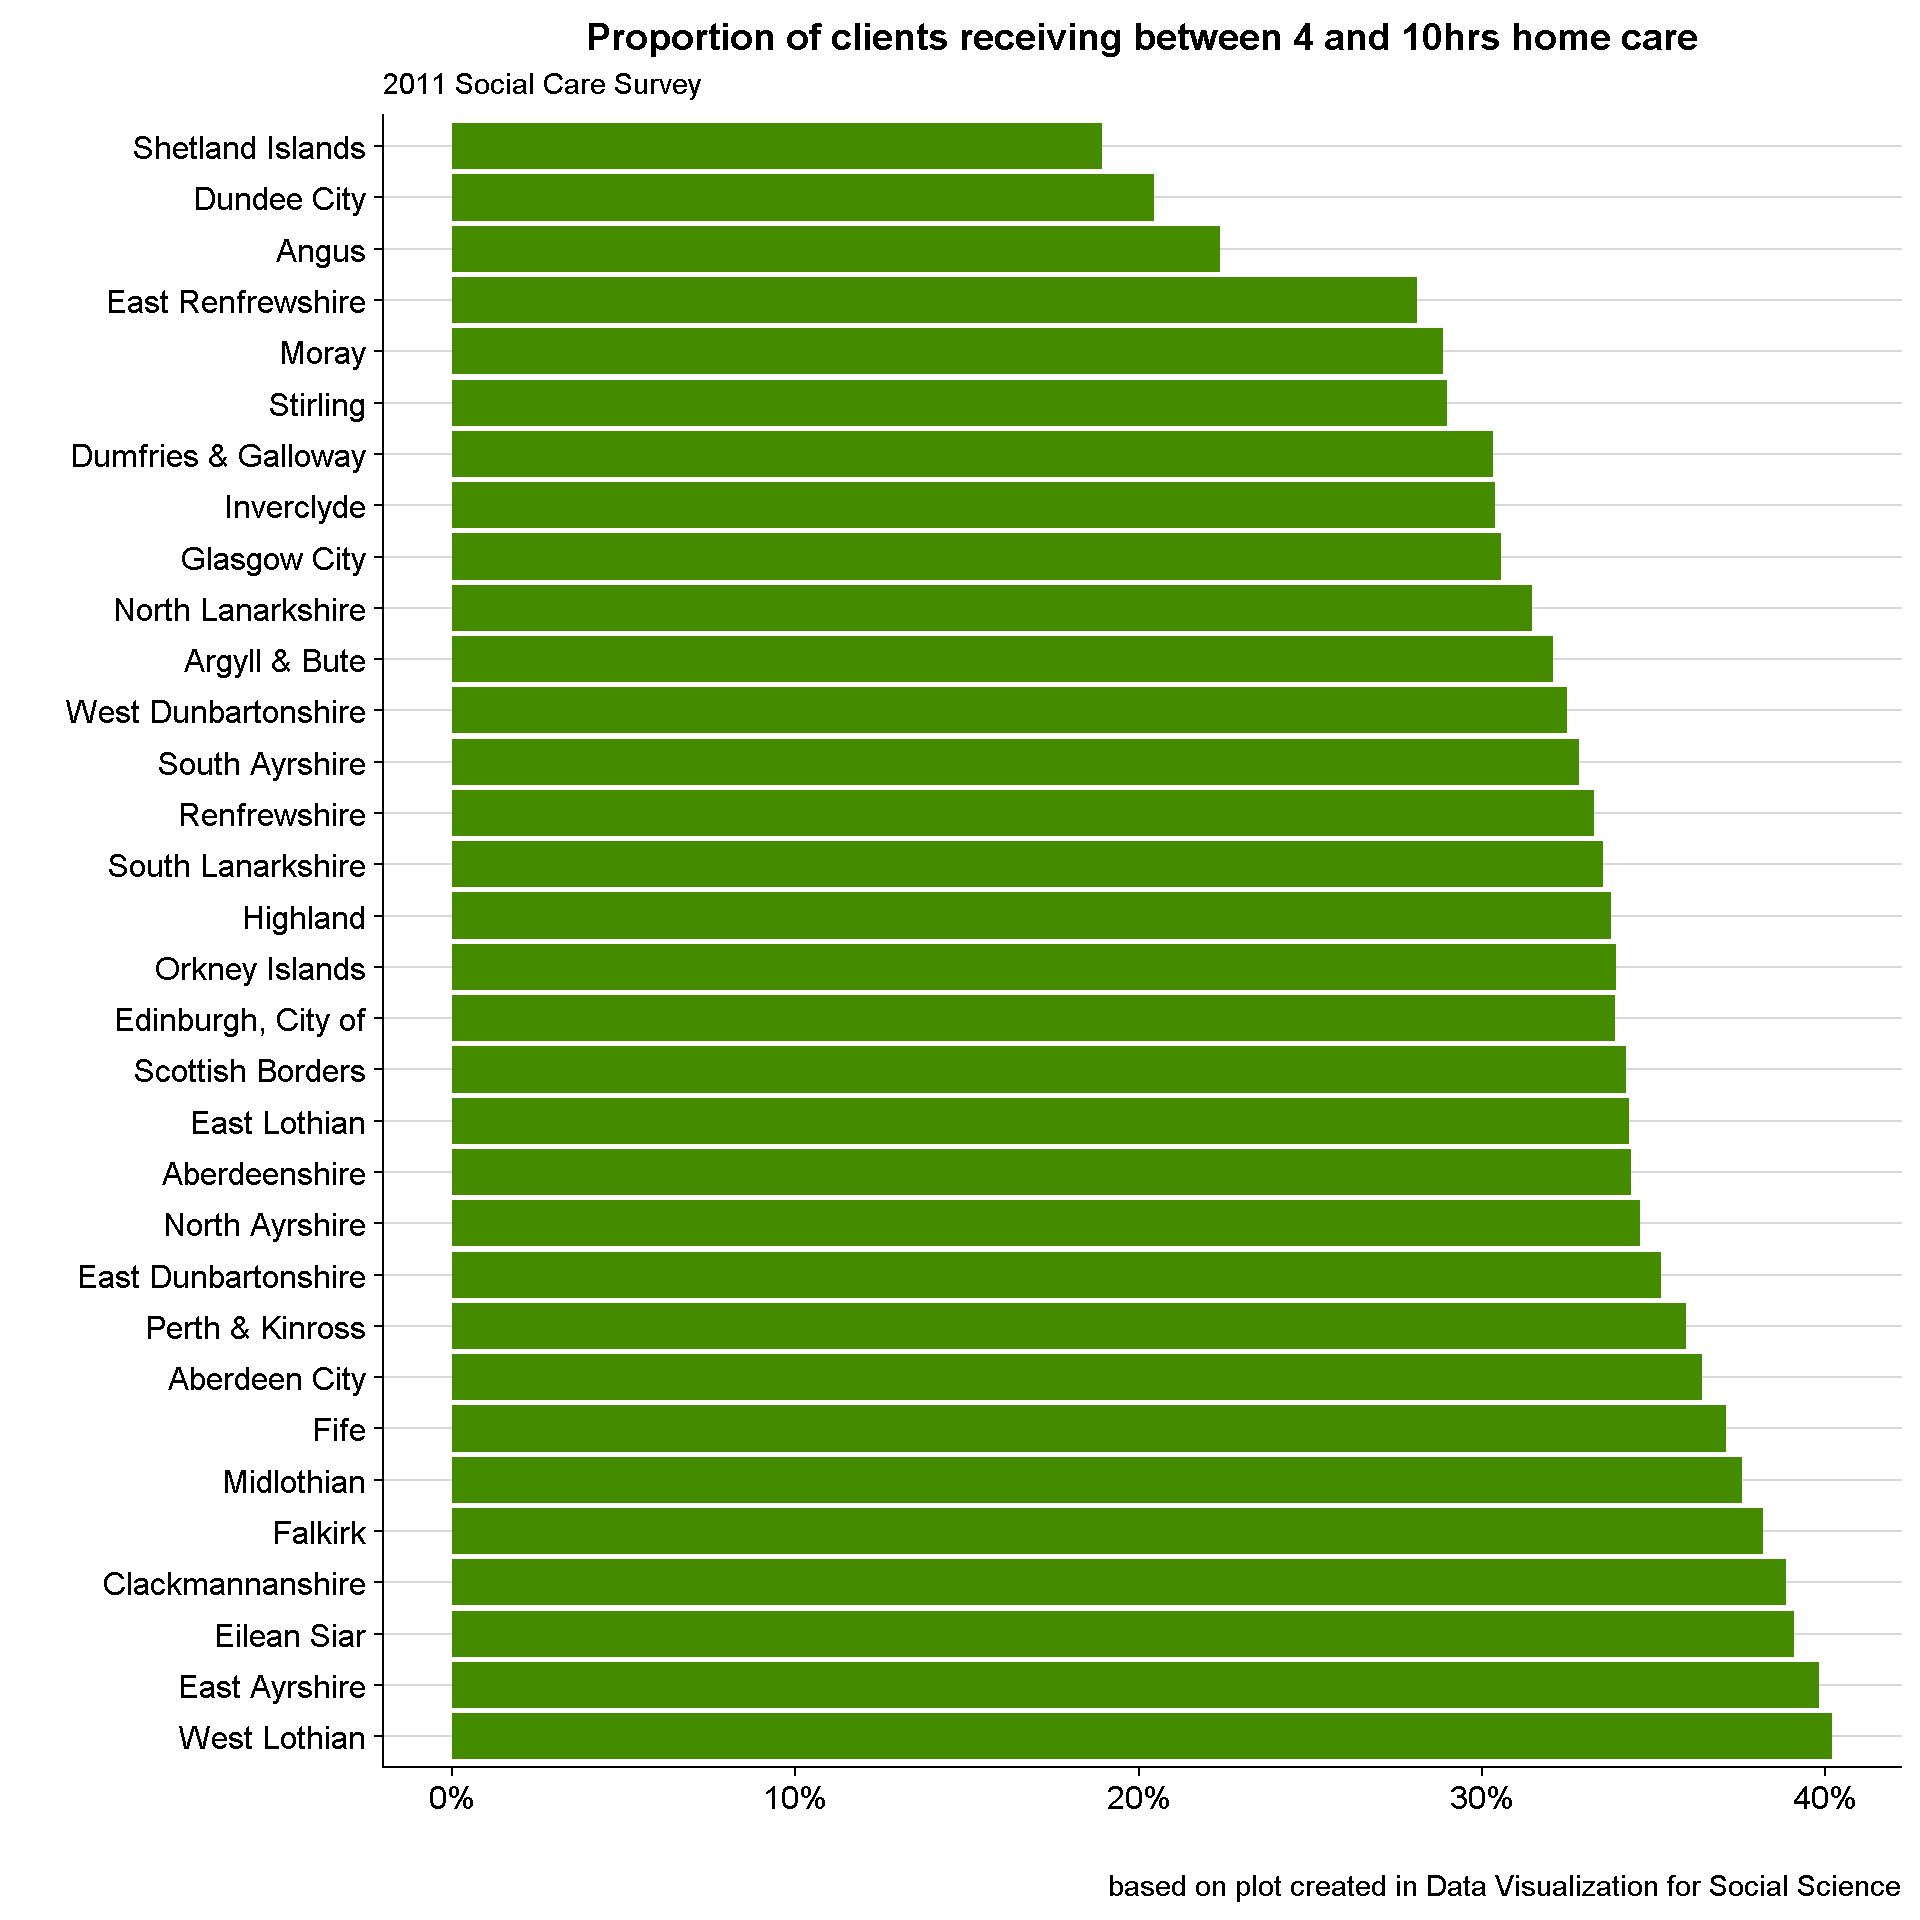 Proportion of clients receiving between 4 and 10hrs home care
2011 Social Care Survey
Shetland Islands
Dundee City
Angus
East Renfrewshire
Moray
Stirling
Dumfries & Galloway
Inverclyde
Glasgow City
North Lanarkshire
Argyll & Bute
West Dunbartonshire
South Ayrshire
Renfrewshire
South Lanarkshire
Highland
Orkney Islands
Edinburgh, City of
Scottish Borders
East Lothian
Aberdeenshire
North Ayrshire
East Dunbartonshire
Perth & Kinross
Aberdeen City
Fife
Midlothian
Falkirk
Clackmannanshire
Eilean Siar
East Ayrshire
West Lothian
0% 10% 20% 30% 40%
based on plot created in Data Visualization for Social Science